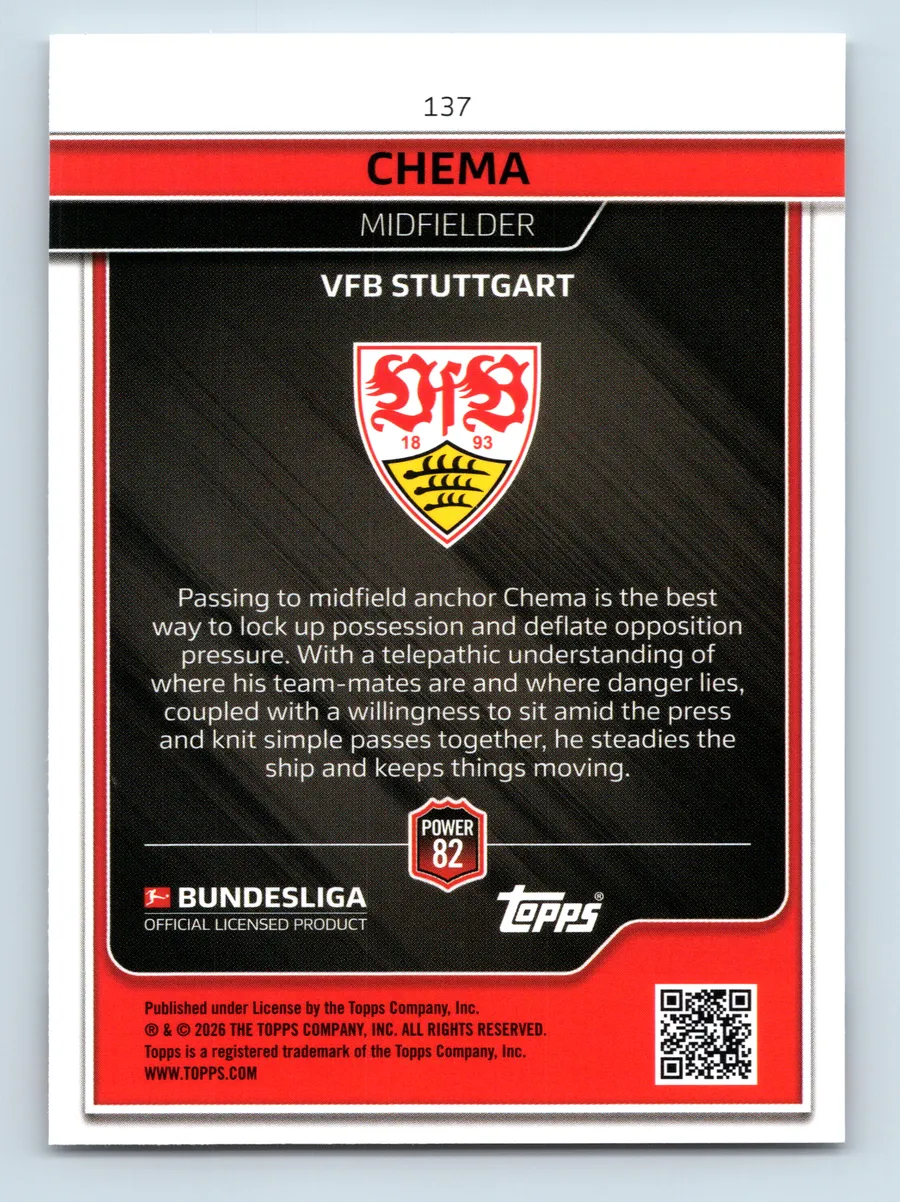 137
CHEMA
MIDFIELDER
VFB STUTTGART
VfB
18 93
Passing to midfield anchor Chema is the best
way to lock up possession and deflate opposition
pressure. With a telepathic understanding of
where his team-mates are and where danger lies,
coupled with a willingness to sit amid the press
and knit simple passes together, he steadies the
ship and keeps things moving.
POWER
82
BUNDESLIGA
OFFICIAL LICENSED PRODUCT
TOPPS®
Published under License by the Topps Company, Inc.
® & © 2026 THE TOPPS COMPANY, INC. ALL RIGHTS RESERVED.
Topps is a registered trademark of the Topps Company, Inc.
WWW.TOPPS.COM